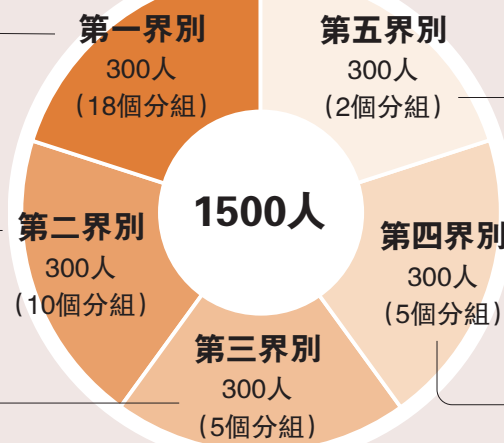 第一界別
300人
(18個分組)
第五界別
300人
(2個分組)
1500人
第二界別
300人
(10個分組)
第四界別
300人
(5個分組)
第三界別
300人
(5個分組)